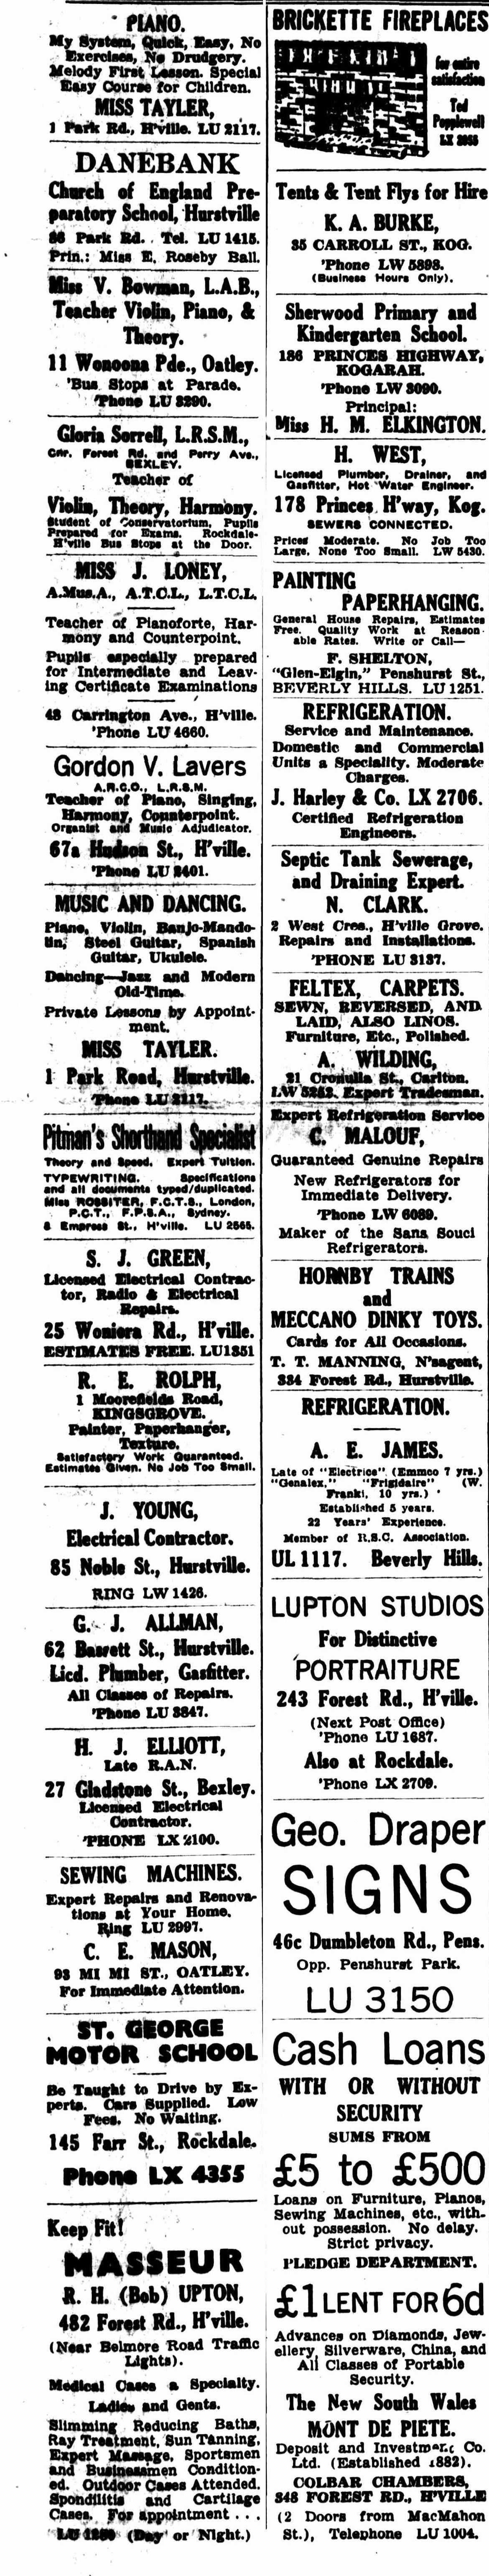 PIANO.
My System, Quick, Easy, No
Exercises, No Drudgery.
Melody First Lesson. Special
Easy Course for Children.
MISS TAYLER,
1 Park Rd., H'ville. LU 2117.
DANEBANK
Church of England Pre-
paratory School, Hurstville
86 Park Rd. Tel. LU 1415.
Prin.: Miss E. Roseby Ball.
Miss V. Bowman, L.A.B.,
Teacher Violin, Piano, &
Theory.
11 Wonoona Pde., Oatley.
'Bus Stops at Parade.
'Phone LU 3290.
Gloria Sorrell, L.R.S.M.,
Cnr. Forest Rd. and Perry Ave.,
BEXLEY.
Teacher of
Violin, Theory, Harmony.
Student of Conservatorium, Pupils
Prepared for Exams. Rockdale-
H'ville Bus Stops at the Door.
MISS J. LONEY,
A.Mus.A., A.T.C.L., L.T.C.L.
Teacher of Pianoforte, Har-
mony and Counterpoint.
Pupils especially prepared
for Intermediate and Leav-
ing Certificate Examinations
48 Carrington Ave., H'ville.
'Phone LU 4660.
Gordon V. Lavers
A.R.C.O., L.R.S.M.
Teacher of Piano, Singing,
Harmony, Counterpoint.
Organist and Music Adjudicator.
67a Hudson St., H'ville.
'Phone LU 2401.
MUSIC AND DANCING.
Piano, Violin, Banjo-Mando-
lin, Steel Guitar, Spanish
Guitar, Ukulele.
Dancing—Jazz and Modern
Old-Time.
Private Lessons by Appoint-
ment.
MISS TAYLER.
1 Park Road, Hurstville.
'Phone LU 2117.
Pitman's Shorthand Specialist
Theory and Speed. Expert Tuition.
TYPEWRITING. Specifications
and all documents typed/duplicated.
Miss ROSSITER, F.C.T.S., London,
P.C.T., F.P.S.A., Sydney.
Empress St., H'ville. LU 2565.
S. J. GREEN,
Licensed Electrical Contrac-
tor, Radio & Electrical
Repairs.
25 Woniora Rd., H'ville.
ESTIMATES FREE. LU1351
R. E. ROLPH,
1 Moorefields Road,
KINGSGROVE.
Painter, Paperhanger,
Texture.
Satisfactory Work Guaranteed.
Estimates Given. No Job Too Small.
J. YOUNG,
Electrical Contractor.
85 Noble St., Hurstville.
RING LW 1426.
G. J. ALLMAN,
62 Bassett St., Hurstville.
Licd. Plumber, Gasfitter.
All Classes of Repairs.
'Phone LU 3847.
H. J. ELLIOTT,
Late R.A.N.
27 Gladstone St., Bexley.
Licensed Electrical
Contractor.
'PHONE LX 2100.
SEWING MACHINES.
Expert Repairs and Renova-
tions at Your Home.
Ring LU 2997.
C. E. MASON,
93 MI MI ST., OATLEY.
For Immediate Attention.
ST. GEORGE
MOTOR SCHOOL
Be Taught to Drive by Ex-
perts. Cars Supplied. Low
Fees. No Waiting.
145 Farr St., Rockdale.
Phone LX 4355
Keep Fit!
MASSEUR
R. H. (Bob) UPTON,
482 Forest Rd., H'ville.
(Near Belmore Road Traffic
Lights).
Medical Cases a Specialty.
Ladies and Gents.
Slimming Reducing Baths,
Ray Treatment, Sun Tanning,
Expert Massage, Sportsmen
and Businessmen Condition-
ed. Outdoor Cases Attended.
Spondilitis and Cartilage
Cases. For appointment . . .
(Day or Night.)
BRICKETTE FIREPLACES
for entire
satisfaction
Ted
Popplewell
Tents & Tent Flys for Hire
K. A. BURKE,
35 CARROLL ST., KOG.
'Phone LW 5898.
(Business Hours Only).
Sherwood Primary and
Kindergarten School.
186 PRINCES HIGHWAY,
KOGARAH.
'Phone LW 3090.
Principal:
Miss H. M. ELKINGTON.
H. WEST,
Licensed Plumber, Drainer, and
Gasfitter, Hot Water Engineer.
178 Princes H'way, Kog.
SEWERS CONNECTED.
Prices Moderate. No Job Too
Large, None Too Small. LW 5430.
PAINTING
PAPERHANGING.
General House Repairs, Estimates
Free. Quality Work at Reason-
able Rates. Write or Call—
F. SHELTON,
"Glen-Elgin," Penshurst St.,
BEVERLY HILLS. LU 1251.
REFRIGERATION.
Service and Maintenance.
Domestic and Commercial
Units a Speciality. Moderate
Charges.
J. Harley & Co. LX 2706.
Certified Refrigeration
Engineers.
Septic Tank Sewerage,
and Draining Expert.
N. CLARK.
2 West Cres., H'ville Grove.
Repairs and Installations.
'PHONE LU 3137.
FELTEX, CARPETS.
SEWN, REVERSED, AND
LAID, ALSO LINOS.
Furniture, Etc., Polished.
A. WILDING,
21 Cronulla St., Carlton.
LW 5252. Expert Tradesman.
Expert Refrigeration Service
C. MALOUF,
Guaranteed Genuine Repairs
New Refrigerators for
Immediate Delivery.
'Phone LW 6089.
Maker of the Sans Souci
Refrigerators.
HORNBY TRAINS
and
MECCANO DINKY TOYS.
Cards for All Occasions.
T. T. MANNING, N'sagent,
334 Forest Rd., Hurstville.
REFRIGERATION.
A. E. JAMES.
Late of "Electrice" (Emmco 7 yrs.)
"Genalex," "Frigidaire" (W.
Franki, 10 yrs.)
Established 5 years.
22 Years' Experience.
Member of R.S.C. Association.
UL 1117. Beverly Hills.
LUPTON STUDIOS
For Distinctive
PORTRAITURE
243 Forest Rd., H'ville.
(Next Post Office)
'Phone LU 1687.
Also at Rockdale.
'Phone LX 2709.
Geo. Draper
SIGNS
46c Dumbleton Rd., Pens.
Opp. Penshurst Park.
LU 3150
Cash Loans
WITH OR WITHOUT
SECURITY
SUMS FROM
£5 to £500
Loans on Furniture, Pianos,
Sewing Machines, etc., with-
out possession. No delay.
Strict privacy.
PLEDGE DEPARTMENT.
£1 LENT FOR 6d
Advances on Diamonds, Jew-
ellery, Silverware, China, and
All Classes of Portable
Security.
The New South Wales
MONT DE PIETE.
Deposit and Investment Co.
Ltd. (Established 1882).
COLBAR CHAMBERS,
348 FOREST RD., H'VILLE
(2 Doors from MacMahon
St.), Telephone LU 1004.